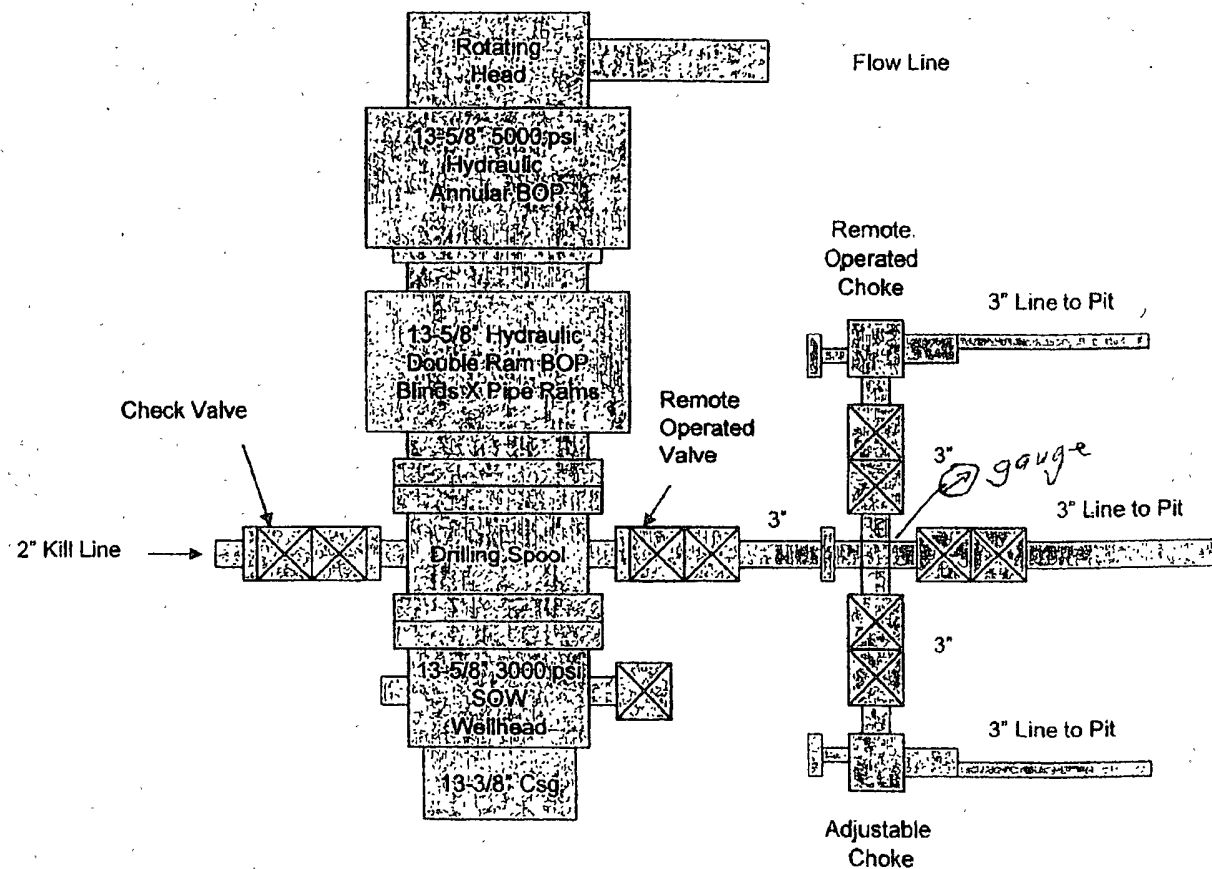 Rotating
Head
Flow Line
13-5/8" 5000 psi
Hydraulic
Annular BOP
Remote
Operated
Choke
3" Line to Pit
13-5/8" Hydraulic
Double Ram BOP
Blinds X Pipe Rams
Check Valve
Remote
Operated
Valve
3"
gauge
3"
3" Line to Pit
2" Kill Line
Drilling Spool
3"
13-5/8" 3000 psi
SOW
Wellhead
3" Line to Pit
13-3/8" Csg
Adjustable
Choke